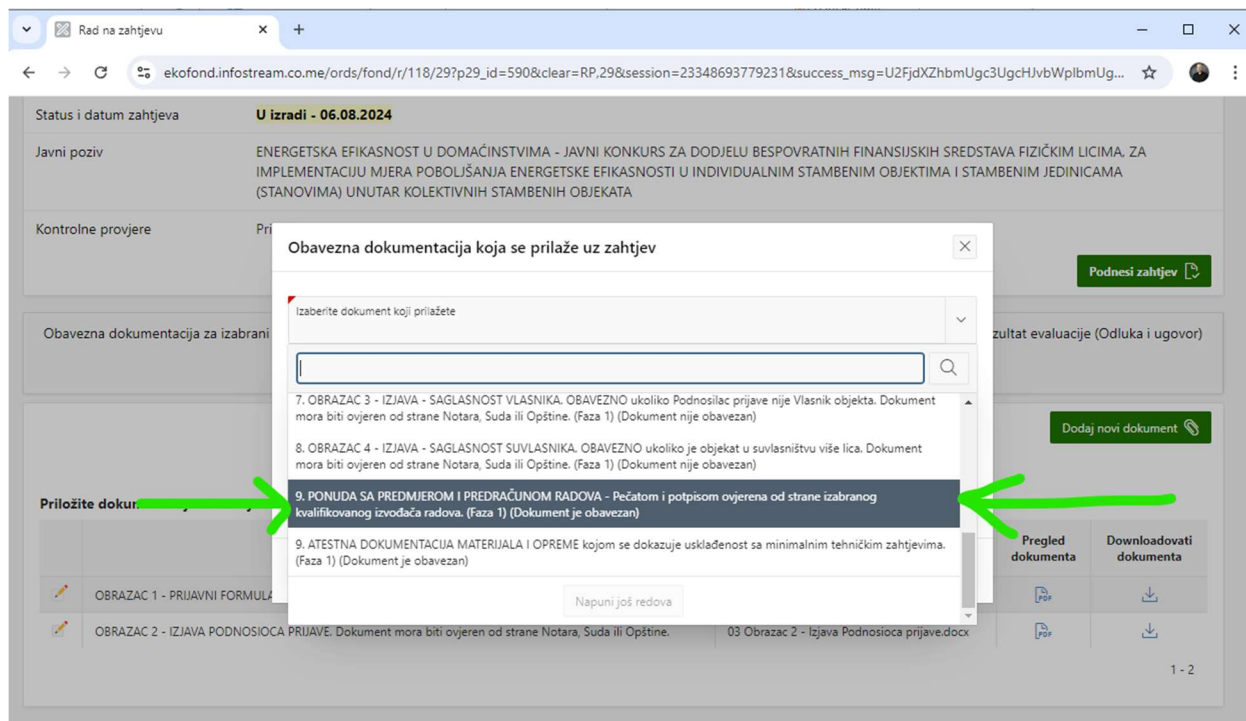 Rad na zahtjevu
ekofond.infostream.co.me/ords/fond/r/118/29?p29_id=590&clear=RP,29&session=23348693779231&success_msg=U2FjdXZhbmUgc3UgcHJvbWplbmUg...
Status i datum zahtjeva
U izradi - 06.08.2024
Javni poziv
ENERGETSKA EFIKASNOST U DOMAĆINSTVIMA - JAVNI KONKURS ZA DODJELU BESPOVRATNIH FINANSIJSKIH SREDSTAVA FIZIČKIM LICIMA, ZA
IMPLEMENTACIJU MJERA POBOLJŠANJA ENERGETSKE EFIKASNOSTI U INDIVIDUALNIM STAMBENIM OBJEKTIMA I STAMBENIM JEDINICAMA
(STANOVIMA) UNUTAR KOLEKTIVNIH STAMBENIH OBJEKATA
Kontrolne provjere
Pri
Podnesi zahtjev
Obavezna dokumentacija za izabrani
zultat evaluacije (Odluka i ugovor)
Obavezna dokumentacija koja se prilaže uz zahtjev
Izaberite dokument koji prilažete
7. OBRAZAC 3 - IZJAVA - SAGLASNOST VLASNIKA. OBAVEZNO ukoliko Podnosilac prijave nije Vlasnik objekta. Dokument
mora biti ovjeren od strane Notara, Suda ili Opštine. (Faza 1) (Dokument nije obavezan)
8. OBRAZAC 4 - IZJAVA - SAGLASNOST SUVLASNIKA. OBAVEZNO ukoliko je objekat u suvlasništvu više lica. Dokument
mora biti ovjeren od strane Notara, Suda ili Opštine. (Faza 1) (Dokument nije obavezan)
9. PONUDA SA PREDMJEROM I PREDRAČUNOM RADOVA - Pečatom i potpisom ovjerena od strane izabranog
kvalifikovanog izvođača radova. (Faza 1) (Dokument je obavezan)
9. ATESTNA DOKUMENTACIJA MATERIJALA I OPREME kojom se dokazuje usklađenost sa minimalnim tehničkim zahtjevima.
(Faza 1) (Dokument je obavezan)
Napuni još redova
Dodaj novi dokument
Priložite
Pregled
dokumenta
Downloadovati
dokumenta
OBRAZAC 1 - PRIJAVNI FORMULA
PDF
OBRAZAC 2 - IZJAVA PODNOSIOCA PRIJAVE. Dokument mora biti ovjeren od strane Notara, Suda ili Opštine.
03 Obrazac 2 - Izjava Podnosioca prijave.docx
PDF
1 - 2